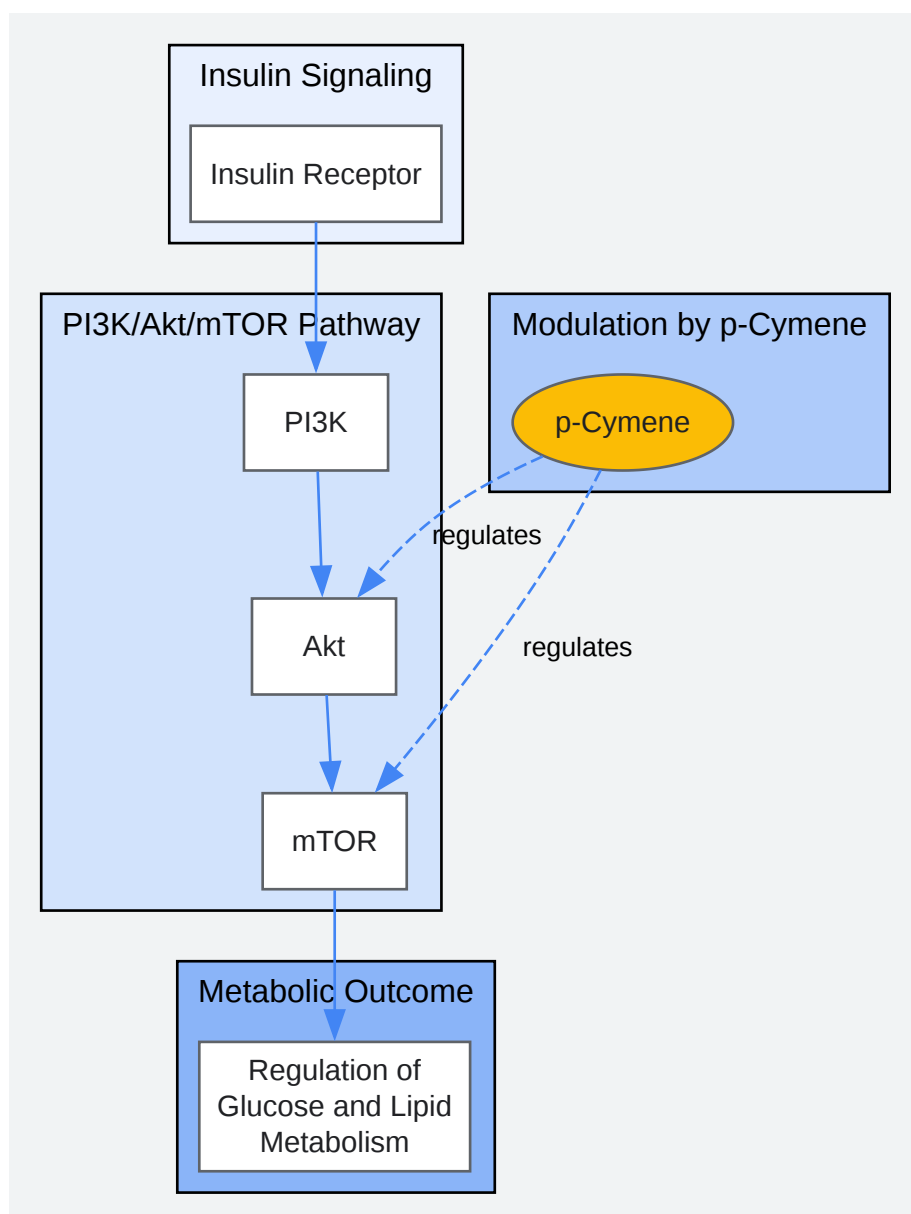 Insulin Signaling
Insulin Receptor
PI3K/Akt/mTOR Pathway
PI3K
Modulation by p-Cymene
p-Cymene
regulates
Akt
regulates
mTOR
Metabolic Outcome
Regulation of
Glucose and Lipid
Metabolism